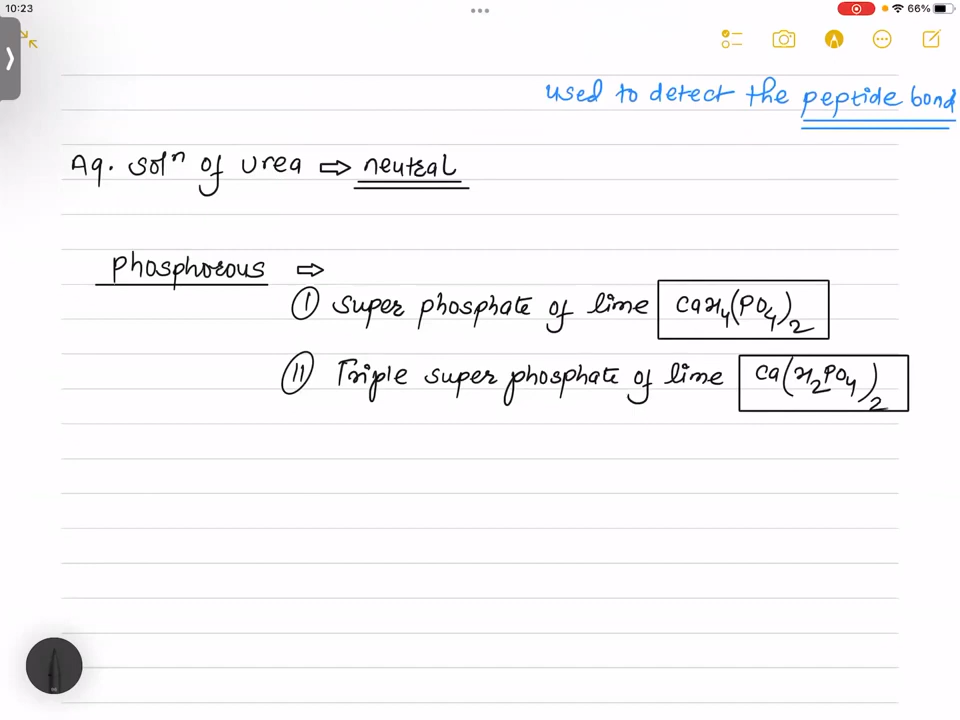 10:23
66%
used to detect the peptide bond
Aq. solⁿ of urea ⇨ neutral
Phosphorous ⇨
(I) Super phosphate of lime CaH₄(PO₄)₂
(II) Triple super phosphate of lime Ca(H₂PO₄)₂